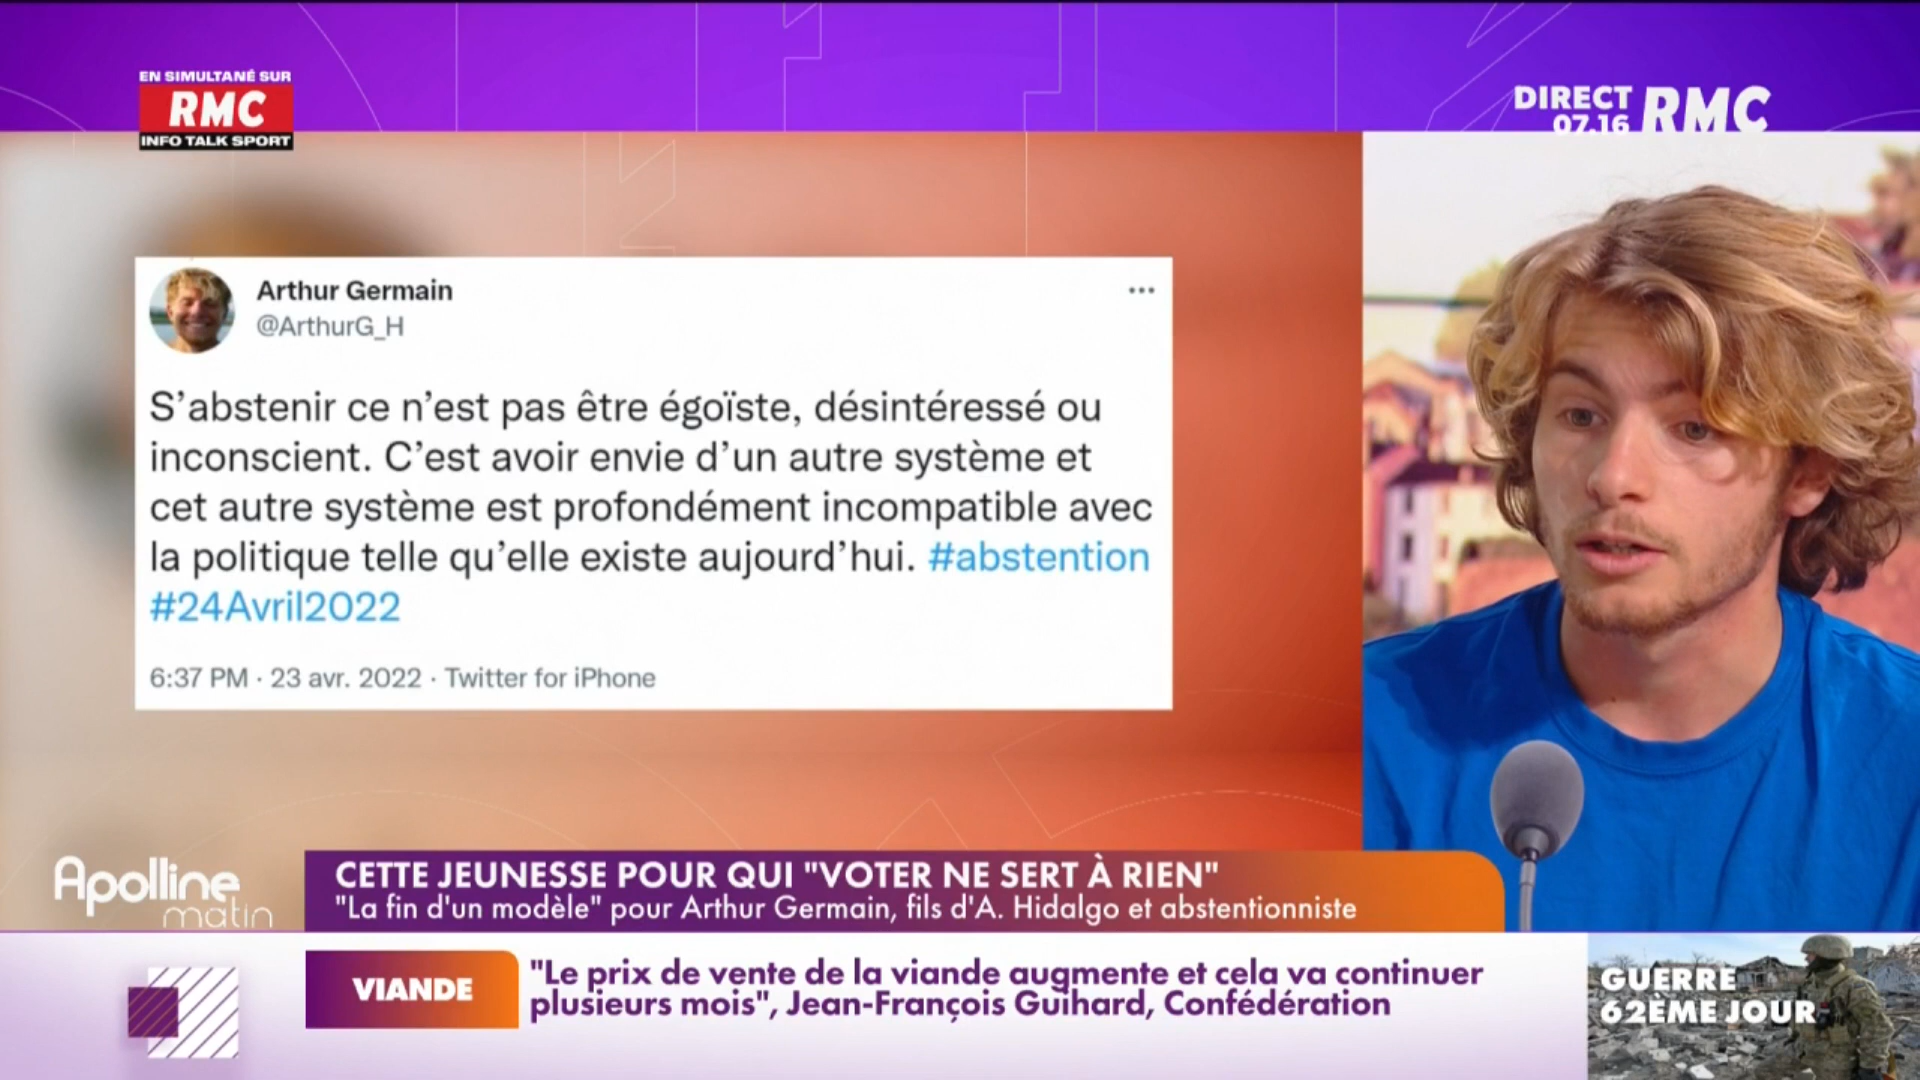 EN SIMULTANÉ SUR
RMC
INFO TALK SPORT
DIRECT
07.16
RMC
Arthur Germain
@ArthurG_H
S’abstenir ce n’est pas être égoïste, désintéressé ou
inconscient. C’est avoir envie d’un autre système et
cet autre système est profondément incompatible avec
la politique telle qu’elle existe aujourd’hui. #abstention
#24Avril2022
6:37 PM · 23 avr. 2022 · Twitter for iPhone
Apolline
matin
CETTE JEUNESSE POUR QUI "VOTER NE SERT À RIEN"
"La fin d'un modèle" pour Arthur Germain, fils d'A. Hidalgo et abstentionniste
VIANDE
"Le prix de vente de la viande augmente et cela va continuer
plusieurs mois", Jean-François Guihard, Confédération
GUERRE
62ÈME JOUR